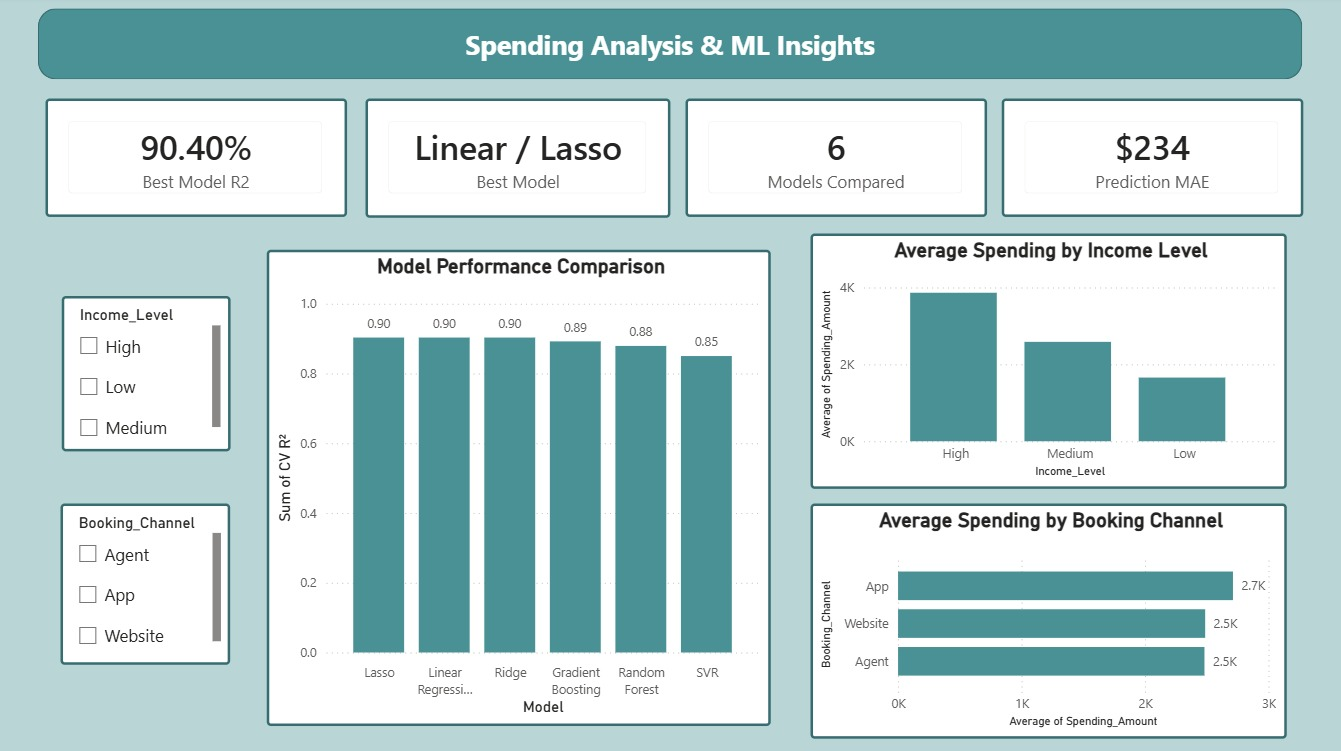 Spending Analysis & ML Insights
90.40%
Best Model R2
Linear / Lasso
Best Model
6
Models Compared
$234
Prediction MAE
Income_Level
High
Low
Medium
Booking_Channel
Agent
App
Website
Model Performance Comparison
Sum of CV R²
1.0
0.8
0.6
0.4
0.2
0.0
0.90
0.90
0.90
0.89
0.88
0.85
Lasso
Linear
Regressi...
Ridge
Gradient
Boosting
Random
Forest
SVR
Model
Average Spending by Income Level
Average of Spending_Amount
4K
2K
0K
High
Medium
Low
Income_Level
Average Spending by Booking Channel
Booking_Channel
App
2.7K
Website
2.5K
Agent
2.5K
0K
1K
2K
3K
Average of Spending_Amount